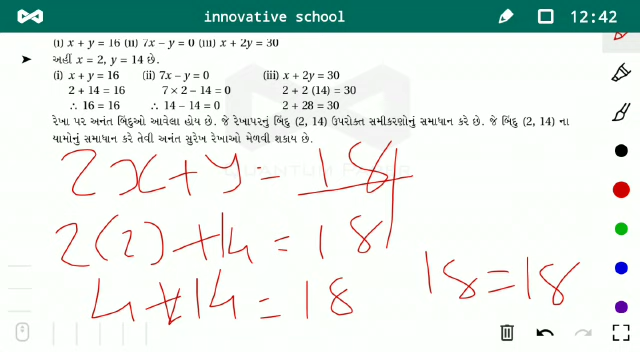 innovative school 12:42
(i) x + y = 16 (ii) 7x – y = 0 (iii) x + 2y = 30
અહીં x = 2, y = 14 છે.
(i) x + y = 16 (ii) 7x – y = 0 (iii) x + 2y = 30
2 + 14 = 16 7 × 2 – 14 = 0 2 + 2 (14) = 30
∴ 16 = 16 ∴ 14 – 14 = 0 2 + 28 = 30
રેખા પર અનંત બિંદુઓ આવેલા હોય છે. જે રેખાપરનું બિંદુ (2, 14) ઉપરોક્ત સમીકરણોનું સમાધાન કરે છે. જે બિંદુ (2, 14) ના
યામોનું સમાધાન કરે તેવી અનંત સુરેખ રેખાઓ મેળવી શકાય છે.
2x + y = 18
2(2) + 14 = 18
4 + 14 = 18 18 = 18